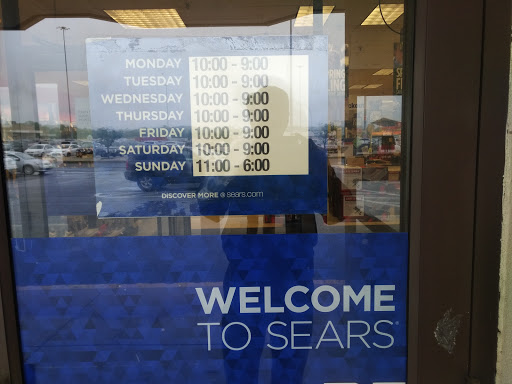 MONDAY 10:00 - 9:00
TUESDAY 10:00 - 9:00
WEDNESDAY 10:00 - 9:00
THURSDAY 10:00 - 9:00
FRIDAY 10:00 - 9:00
SATURDAY 10:00 - 9:00
SUNDAY 11:00 - 6:00
DISCOVER MORE @ sears.com
WELCOME
TO SEARS®